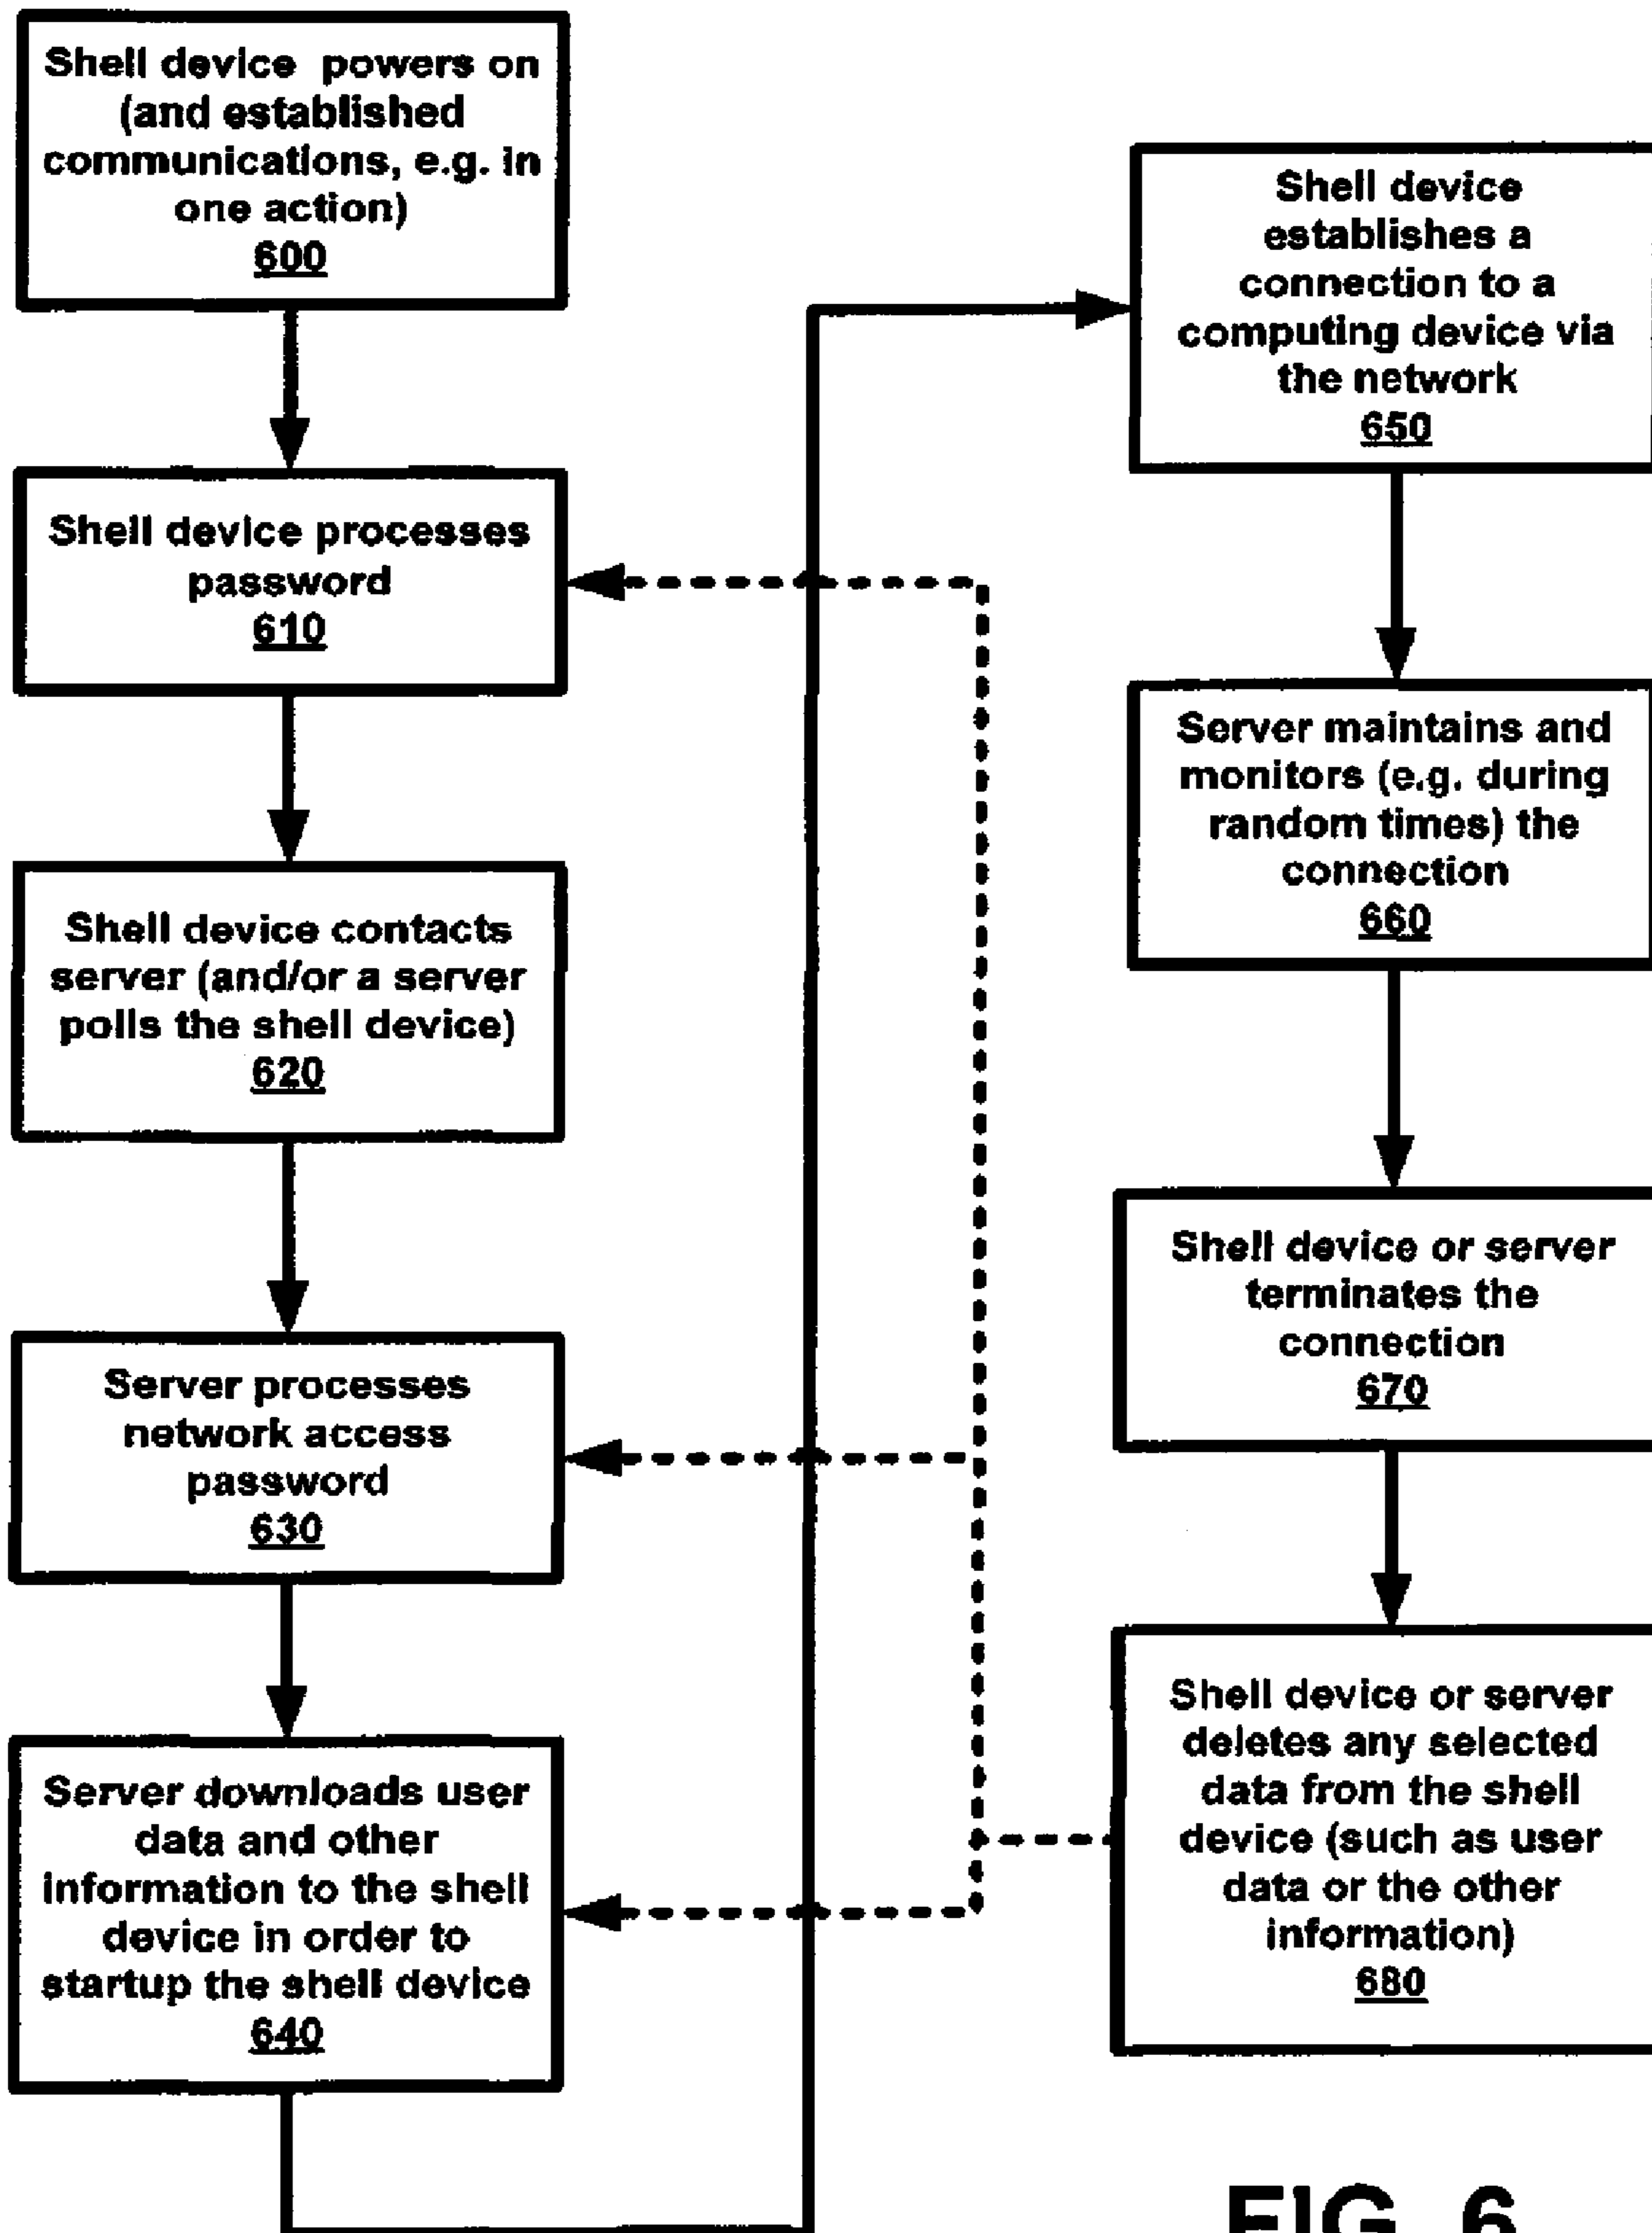 Shell device powers on
(and established
communications, e.g. in
one action)
600
Shell device processes
password
610
Shell device contacts
server (and/or a server
polls the shell device)
620
Server processes
network access
password
630
Server downloads user
data and other
information to the shell
device in order to
startup the shell device
640
Shell device
establishes a
connection to a
computing device via
the network
650
Server maintains and
monitors (e.g. during
random times) the
connection
660
Shell device or server
terminates the
connection
670
Shell device or server
deletes any selected
data from the shell
device (such as user
data or the other
information)
680
FIG. 6